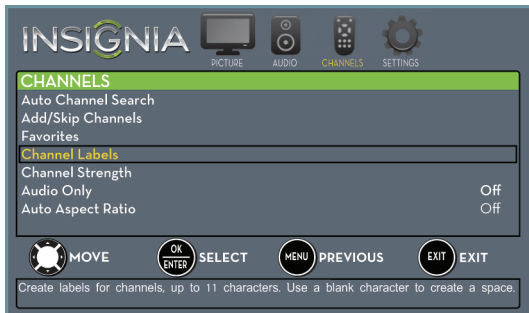 INSIGNIA
PICTURE AUDIO CHANNELS SETTINGS
CHANNELS
Auto Channel Search
Add/Skip Channels
Favorites
Channel Labels
Channel Strength
Audio Only Off
Auto Aspect Ratio Off
MOVE OK ENTER SELECT MENU PREVIOUS EXIT EXIT
Create labels for channels, up to 11 characters. Use a blank character to create a space.